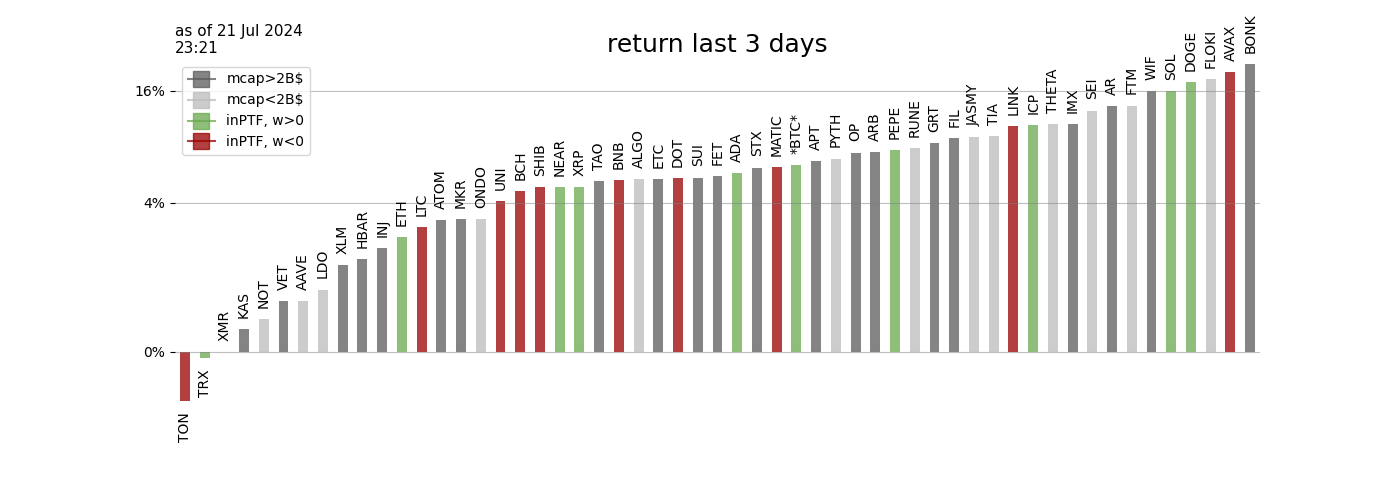 as of 21 Jul 2024
23:21
return last 3 days
mcap>2B$
mcap<2B$
inPTF, w>0
inPTF, w<0
16%
4%
0%
TON
TRX
XMR
KAS
NOT
VET
AAVE
LDO
XLM
HBAR
INJ
ETH
LTC
ATOM
MKR
ONDO
UNI
BCH
SHIB
NEAR
XRP
TAO
BNB
ALGO
ETC
DOT
SUI
FET
ADA
STX
MATIC
*BTC*
APT
PYTH
OP
ARB
PEPE
RUNE
GRT
FIL
JASMY
TIA
LINK
ICP
THETA
IMX
SEI
AR
FTM
WIF
SOL
DOGE
FLOKI
AVAX
BONK